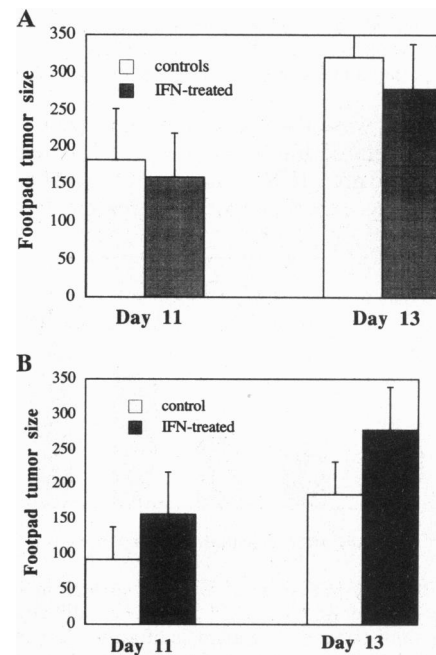 A
350
300
250
200
150
100
50
0
Footpad tumor size
controls
IFN-treated
Day 11
Day 13
B
350
300
250
200
150
100
50
0
Footpad tumor size
control
IFN-treated
Day 11
Day 13